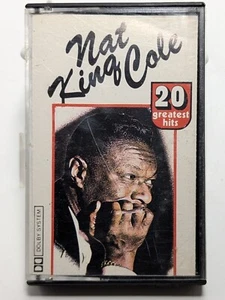 Nat
King Cole
20
greatest
hits
DOLBY SYSTEM